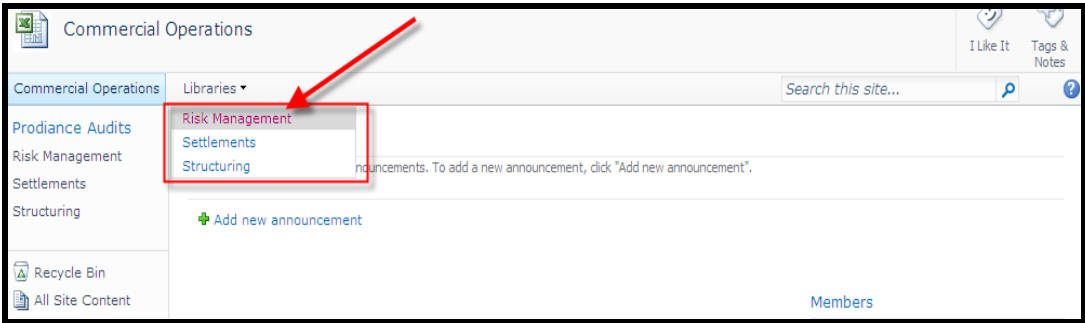 Commercial Operations
I Like It
Tags &
Notes
Commercial Operations
Libraries
Search this site...
Prodiance Audits
Risk Management
Settlements
Structuring
Risk Management
Settlements
Structuring
nouncements. To add a new announcement, click "Add new announcement".
Add new announcement
Recycle Bin
All Site Content
Members